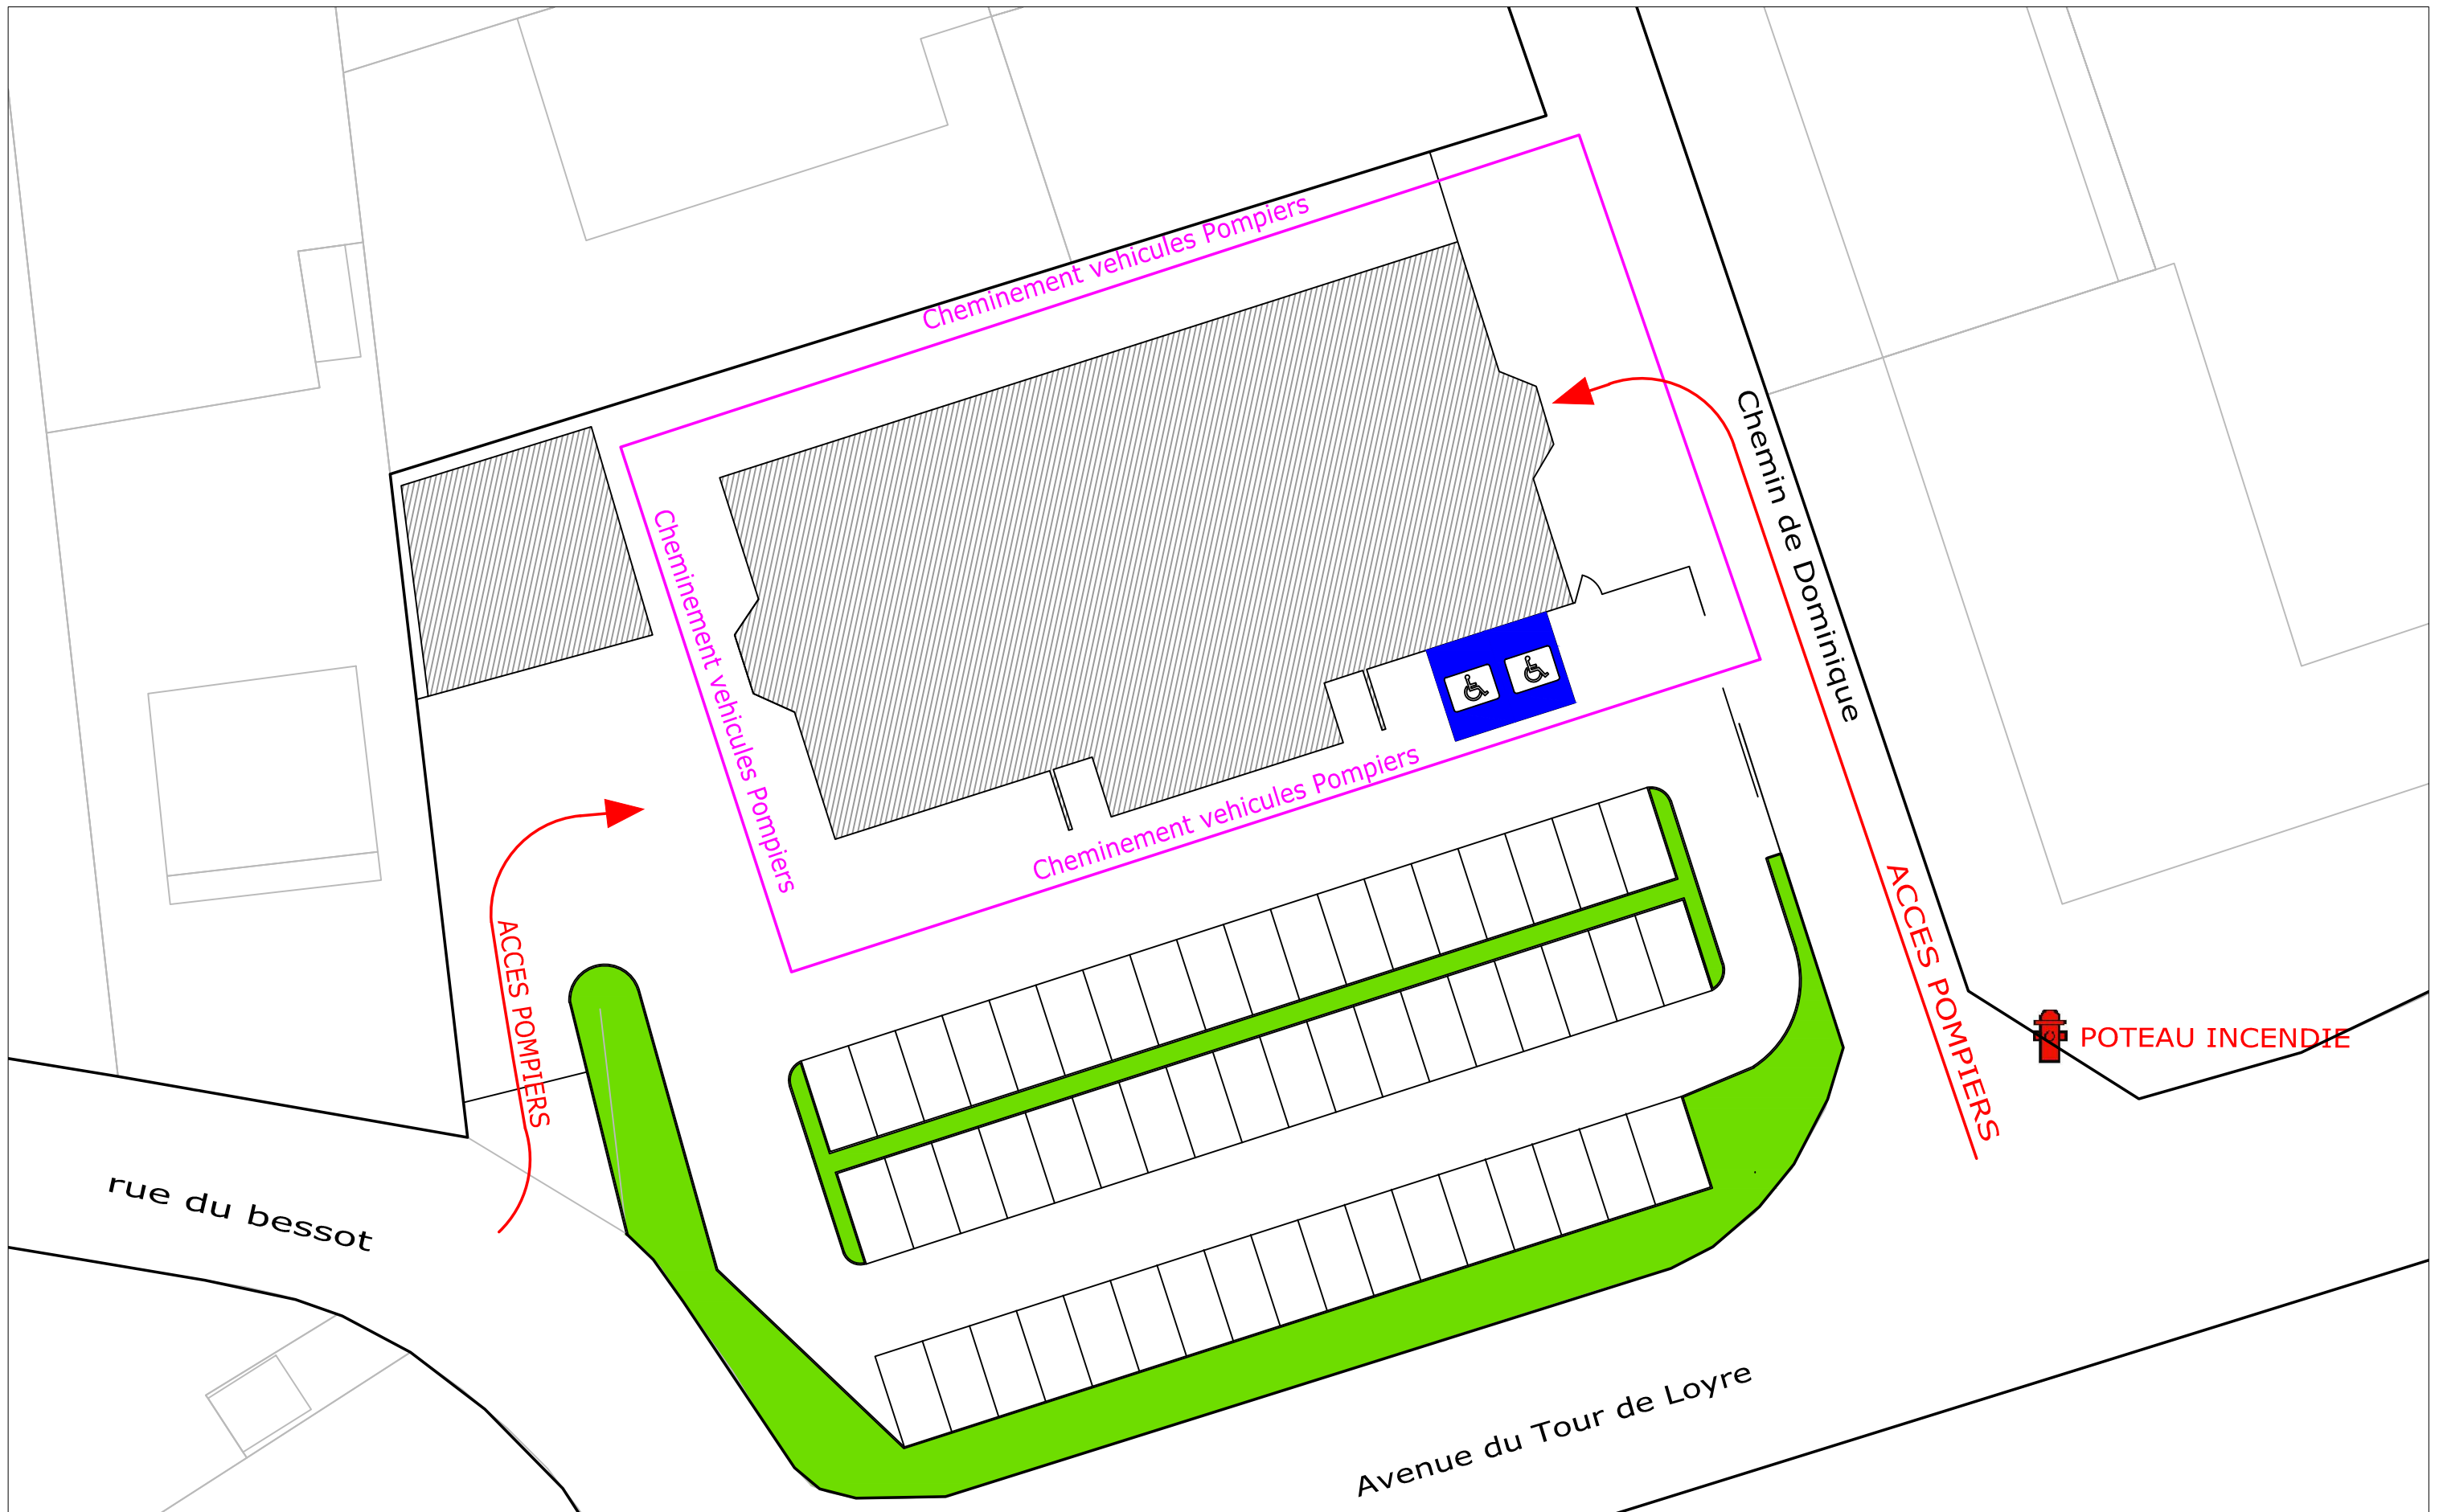 Cheminement vehicules Pompiers
Cheminement vehicules Pompiers
Cheminement vehicules Pompiers
Chemin de Dominique
ACCES POMPIERS
ACCES POMPIERS
POTEAU INCENDIE
rue du bessot
Avenue du Tour de Loyre